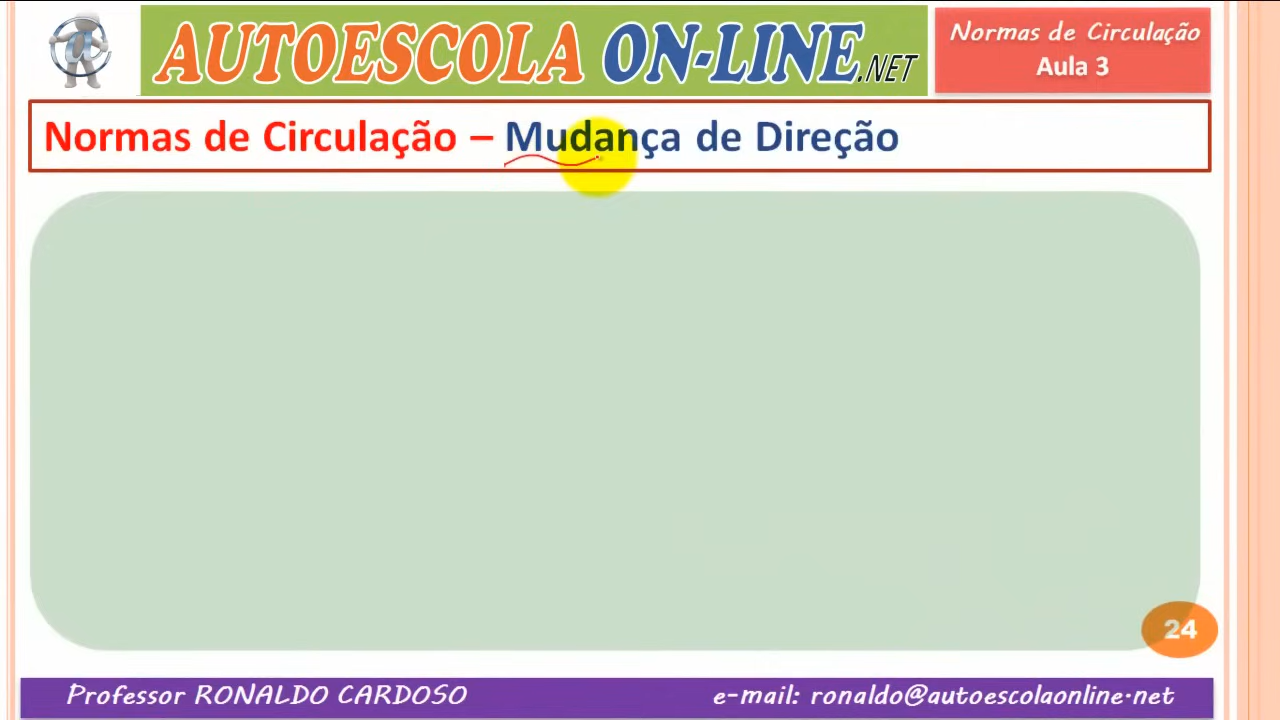 AUTOESCOLA ON-LINE.NET
Normas de Circulação
Aula 3
Normas de Circulação – Mudança de Direção
24
Professor RONALDO CARDOSO
e-mail: ronaldo@autoescolaonline.net